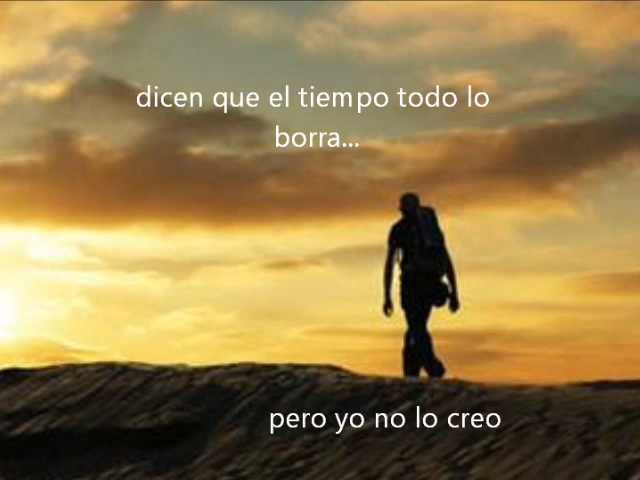 dicen que el tiempo todo lo
borra...
pero yo no lo creo